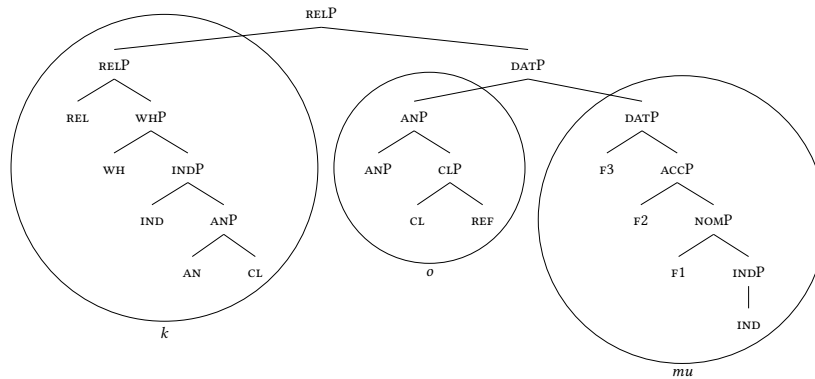 RELP
RELP DATP
REL WHP ANP DATP
WH INDP ANP CLP F3 ACCP
IND ANP CL REF F2 NOMP
AN CL F1 INDP
o
IND
k
mu